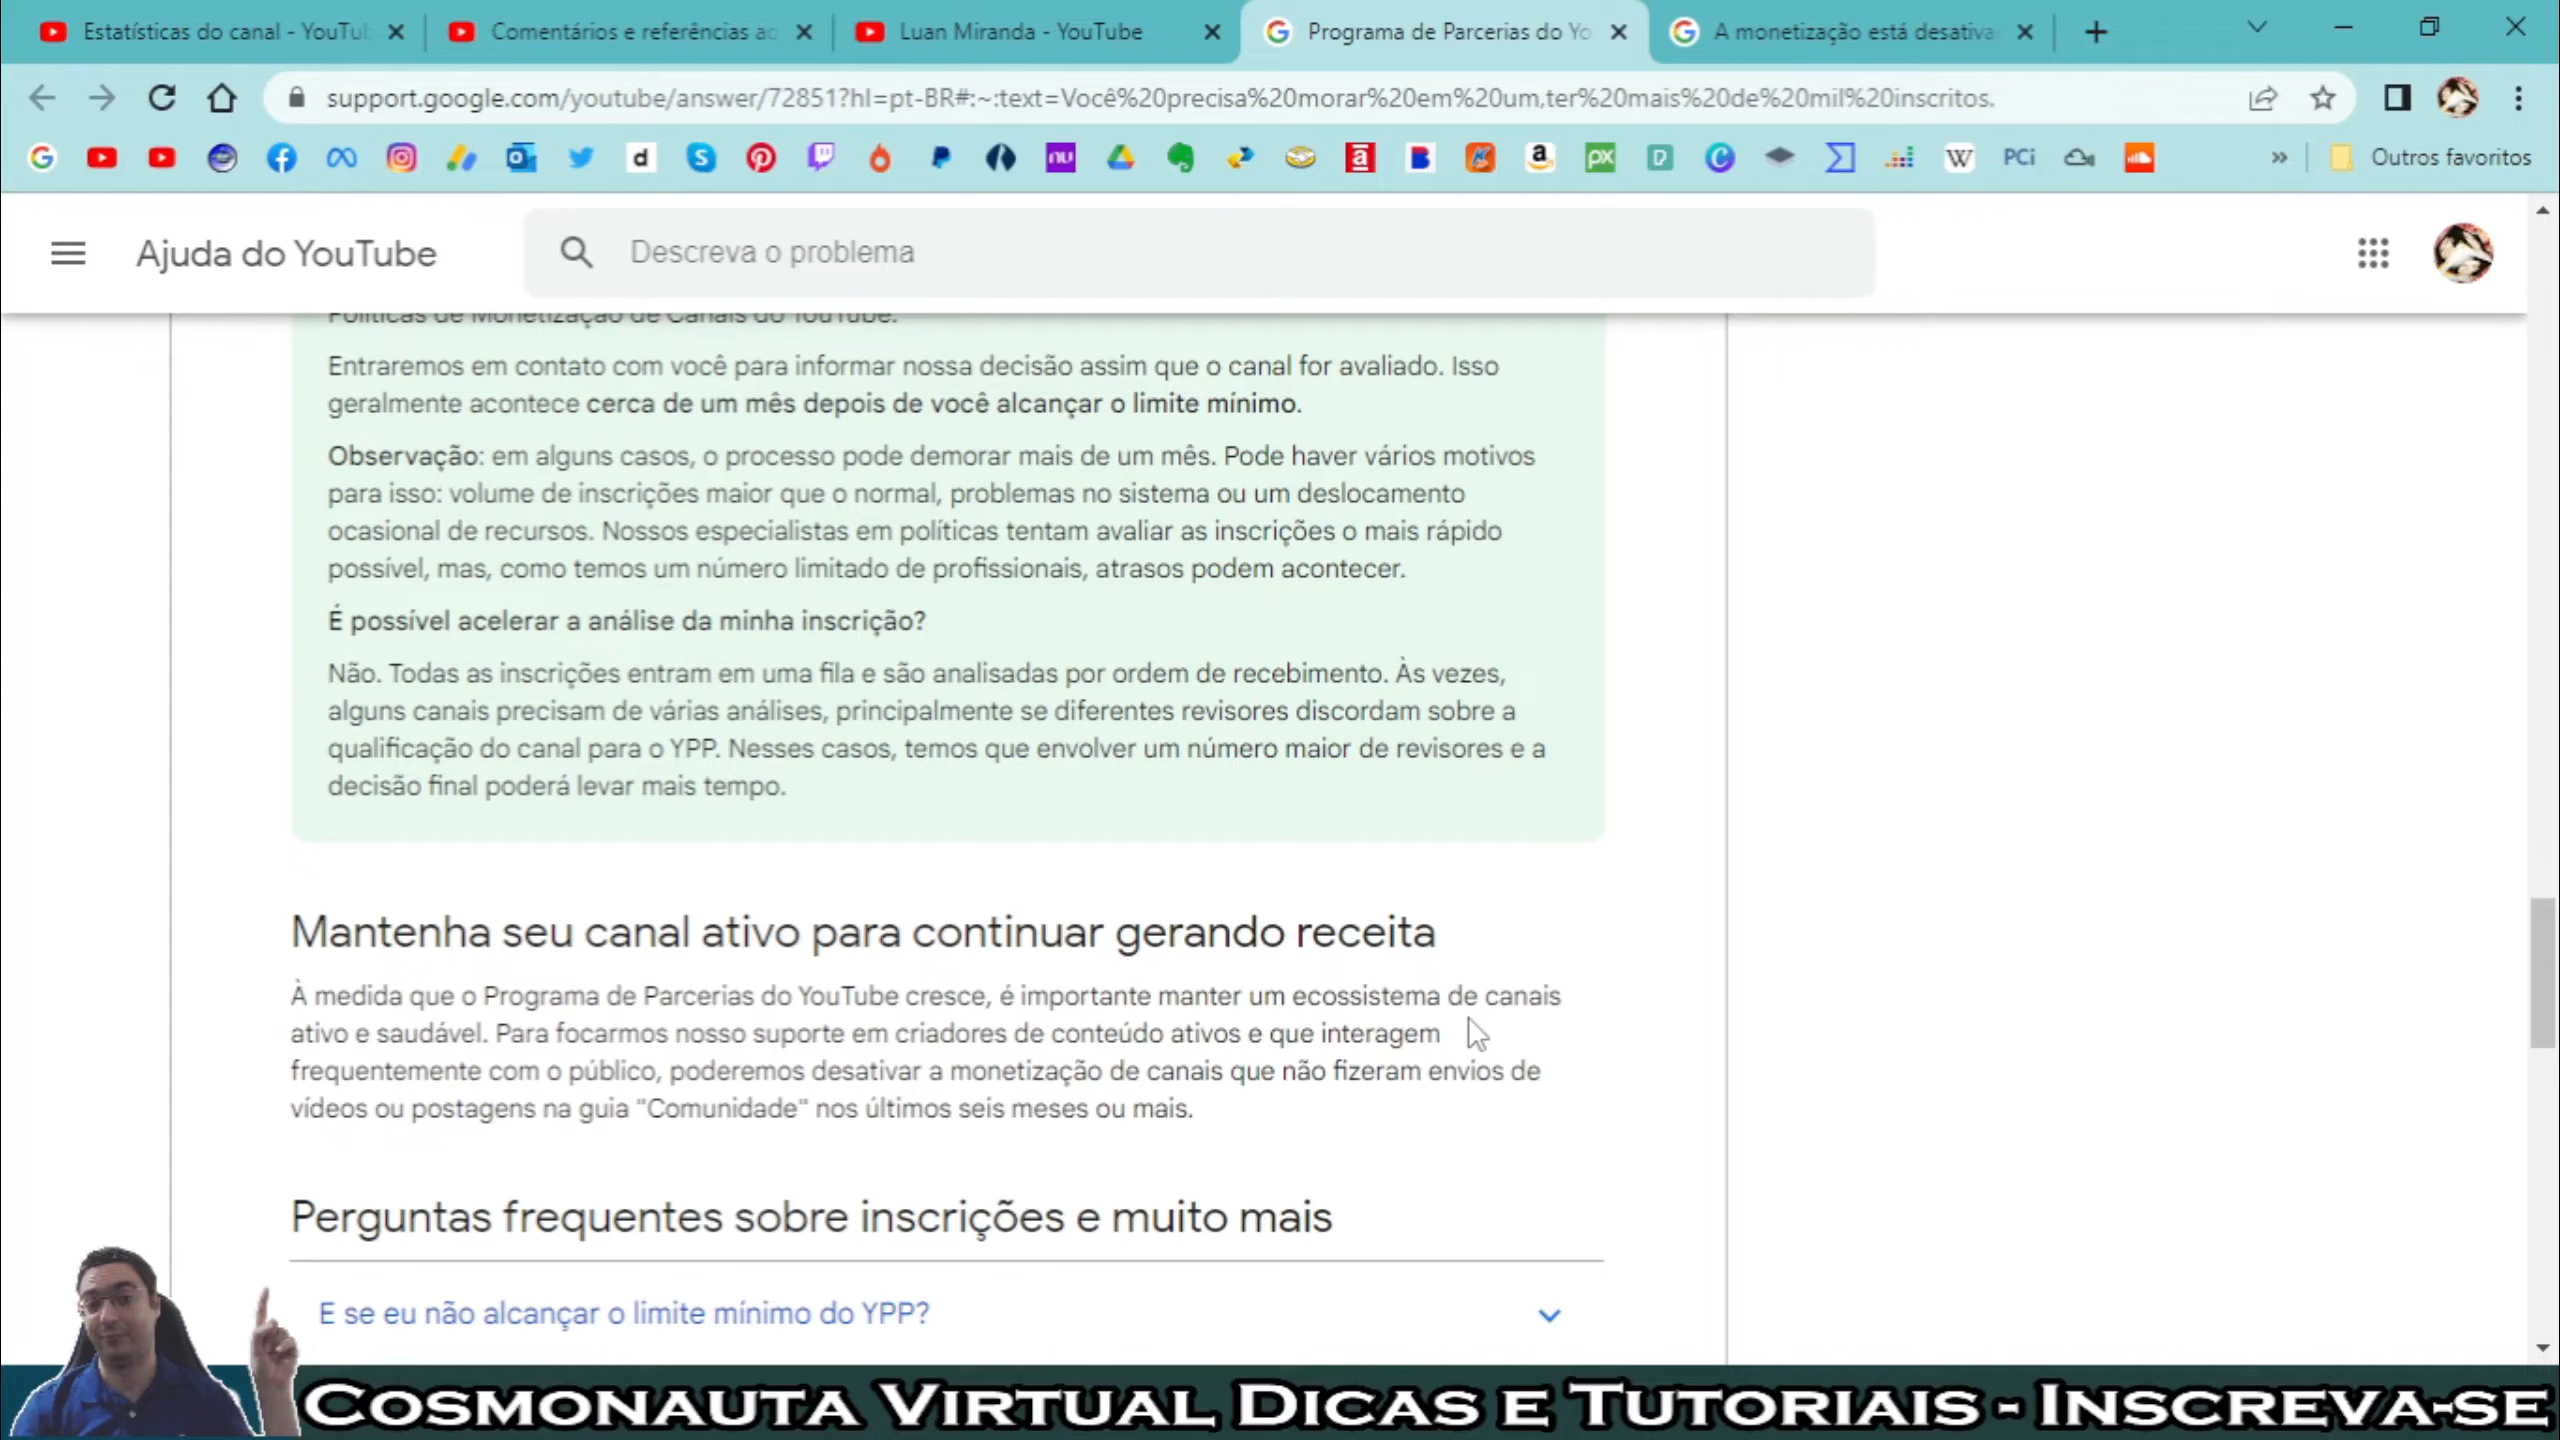 Estatísticas do canal - YouTub
Comentários e referências ao
Luan Miranda - YouTube
Programa de Parcerias do Yo
A monetização está desativa
support.google.com/youtube/answer/72851?hl=pt-BR#:~:text=Você%20precisa%20morar%20em%20um,ter%20mais%20de%20mil%20inscritos.
Outros favoritos
Ajuda do YouTube
Descreva o problema
Políticas de Monetização de Canais do YouTube.
Entraremos em contato com você para informar nossa decisão assim que o canal for avaliado. Isso
geralmente acontece cerca de um mês depois de você alcançar o limite mínimo.
Observação: em alguns casos, o processo pode demorar mais de um mês. Pode haver vários motivos
para isso: volume de inscrições maior que o normal, problemas no sistema ou um deslocamento
ocasional de recursos. Nossos especialistas em políticas tentam avaliar as inscrições o mais rápido
possível, mas, como temos um número limitado de profissionais, atrasos podem acontecer.
É possível acelerar a análise da minha inscrição?
Não. Todas as inscrições entram em uma fila e são analisadas por ordem de recebimento. Às vezes,
alguns canais precisam de várias análises, principalmente se diferentes revisores discordam sobre a
qualificação do canal para o YPP. Nesses casos, temos que envolver um número maior de revisores e a
decisão final poderá levar mais tempo.
Mantenha seu canal ativo para continuar gerando receita
À medida que o Programa de Parcerias do YouTube cresce, é importante manter um ecossistema de canais
ativo e saudável. Para focarmos nosso suporte em criadores de conteúdo ativos e que interagem
frequentemente com o público, poderemos desativar a monetização de canais que não fizeram envios de
vídeos ou postagens na guia "Comunidade" nos últimos seis meses ou mais.
Perguntas frequentes sobre inscrições e muito mais
E se eu não alcançar o limite mínimo do YPP?
Cosmonauta Virtual Dicas e Tutoriais - Inscreva-se